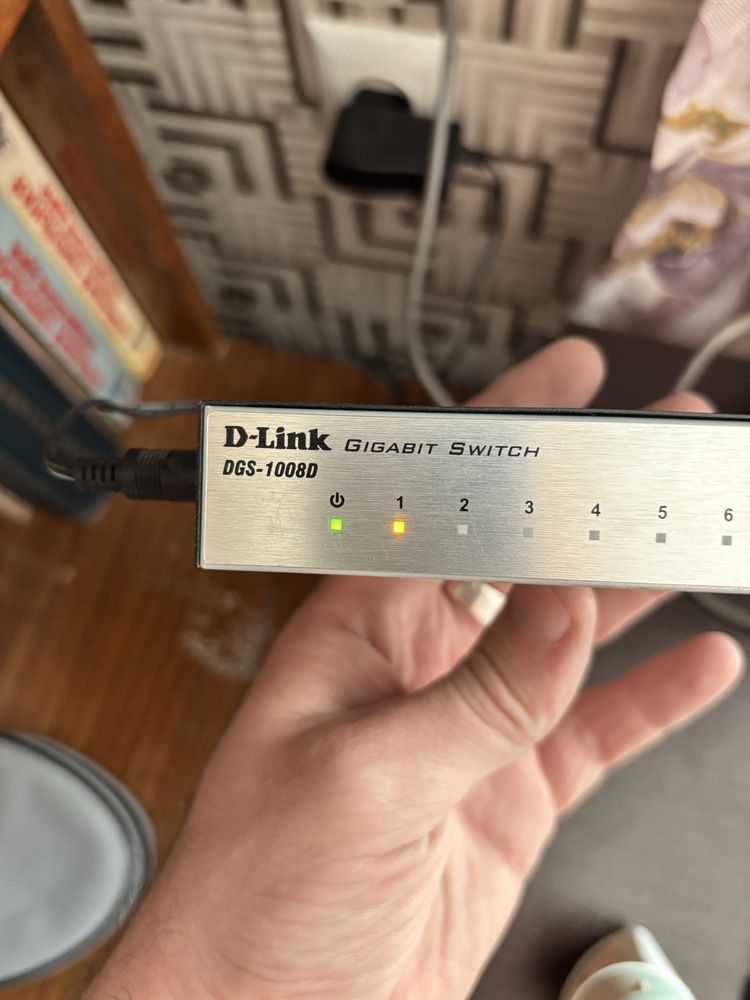 D-Link GIGABIT SWITCH
DGS-1008D
1 2 3 4 5 6